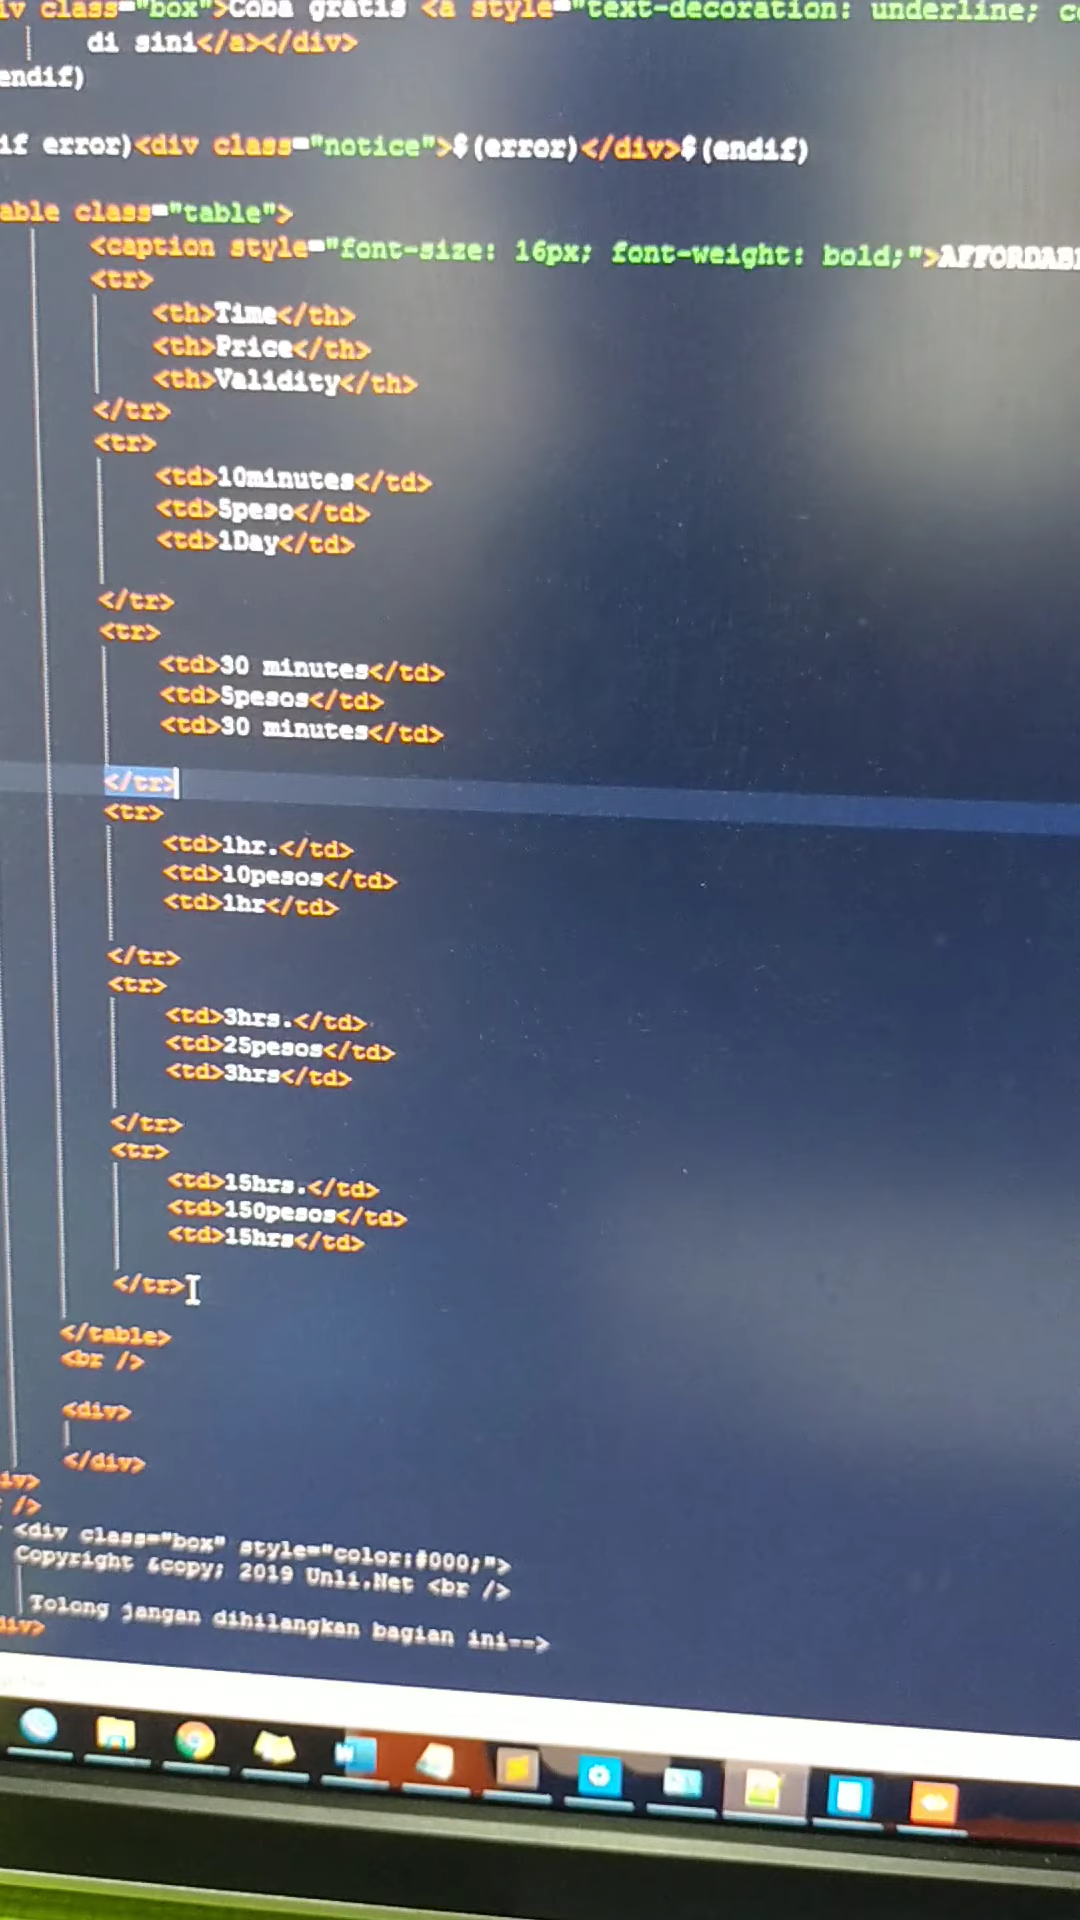 class="box">Coba gratis <a style="text-decoration: underline;
di sini</a></div>
endif)
if error)<div class="notice">$(error)</div>$(endif)
able class="table">
<caption style="font-size: 16px; font-weight: bold;">AFFORDAB
<tr>
<th>Time</th>
<th>Price</th>
<th>Validity</th>
</tr>
<tr>
<td>10minutes</td>
<td>5peso</td>
<td>1Day</td>
</tr>
<tr>
<td>30 minutes</td>
<td>5pesos</td>
<td>30 minutes</td>
</tr>
<tr>
<td>1hr.</td>
<td>10pesos</td>
<td>1hr</td>
</tr>
<tr>
<td>3hrs.</td>
<td>25pesos</td>
<td>3hrs</td>
</tr>
<tr>
<td>15hrs.</td>
<td>150pesos</td>
<td>15hrs</td>
</tr>
</table>
<br />
<div>
</div>
iv>
/>
<div class="box" style="color:#000;">
Copyright &copy; 2019 Unli.Net <br />
Tolong jangan dihilangkan bagian ini-->
div>